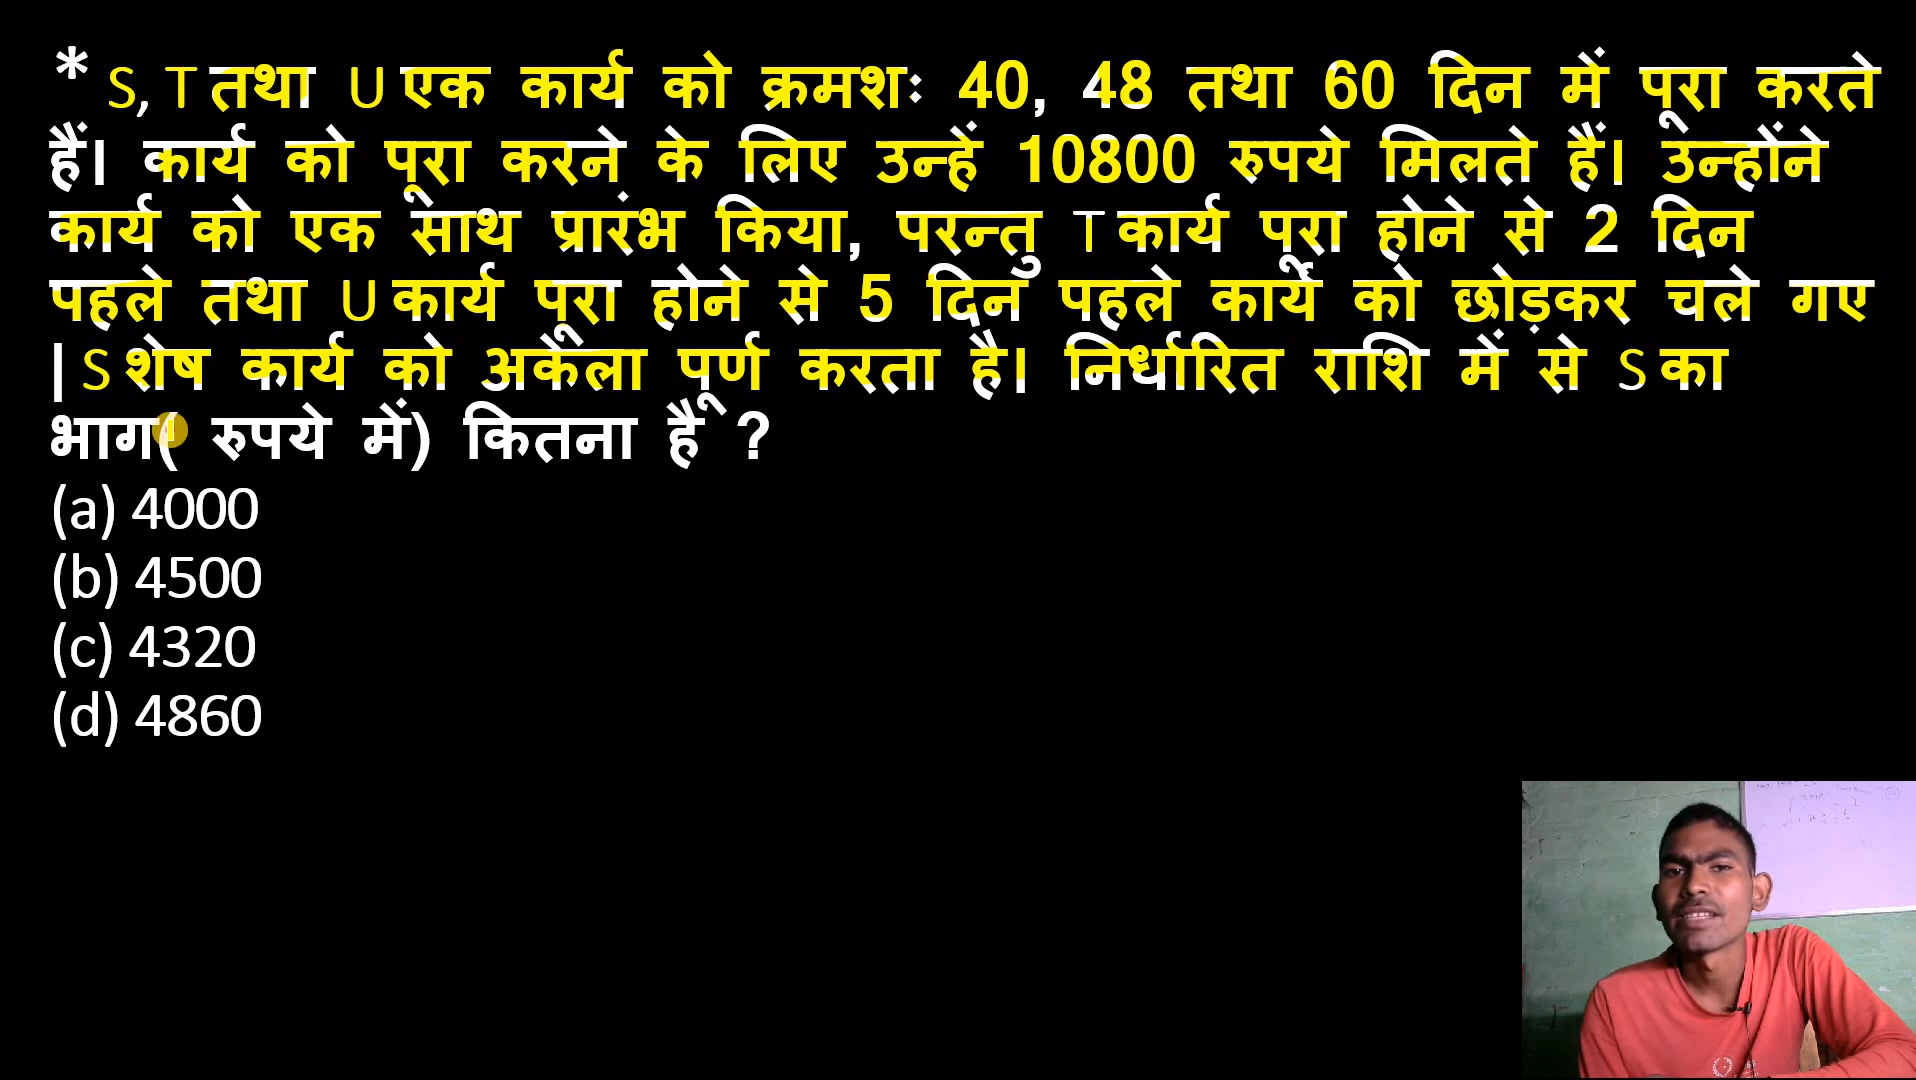 * S, T तथा U एक कार्य को क्रमशः 40, 48 तथा 60 दिन में पूरा करते
हैं। कार्य को पूरा करने के लिए उन्हें 10800 रुपये मिलते हैं। उन्होंने
कार्य को एक साथ प्रारंभ किया, परन्तु T कार्य पूरा होने से 2 दिन
पहले तथा U कार्य पूरा होने से 5 दिन पहले कार्य को छोड़कर चले गए
| S शेष कार्य को अकेला पूर्ण करता है। निर्धारित राशि में से S का
भाग( रुपये में) कितना है ?
(a) 4000
(b) 4500
(c) 4320
(d) 4860